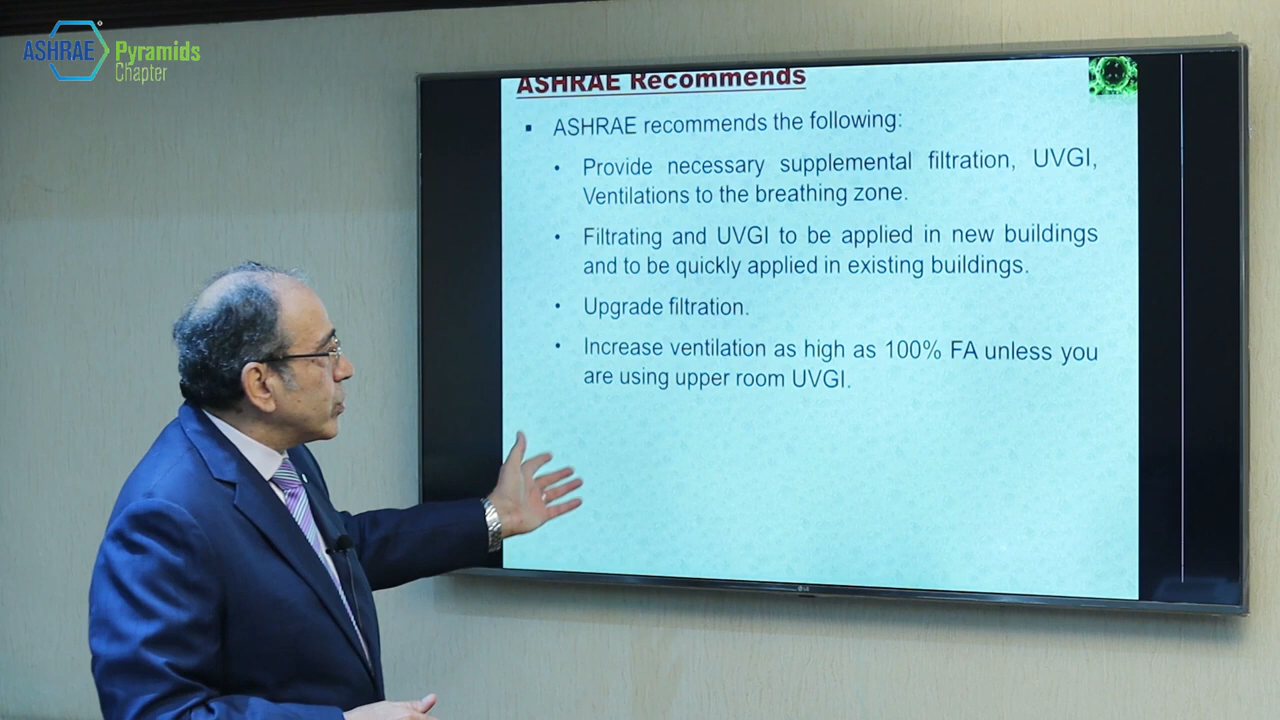 ASHRAE Pyramids
Chapter
ASHRAE Recommends
▪ ASHRAE recommends the following:
• Provide necessary supplemental filtration, UVGI,
Ventilations to the breathing zone.
• Filtrating and UVGI to be applied in new buildings
and to be quickly applied in existing buildings.
• Upgrade filtration.
• Increase ventilation as high as 100% FA unless you
are using upper room UVGI.
LG